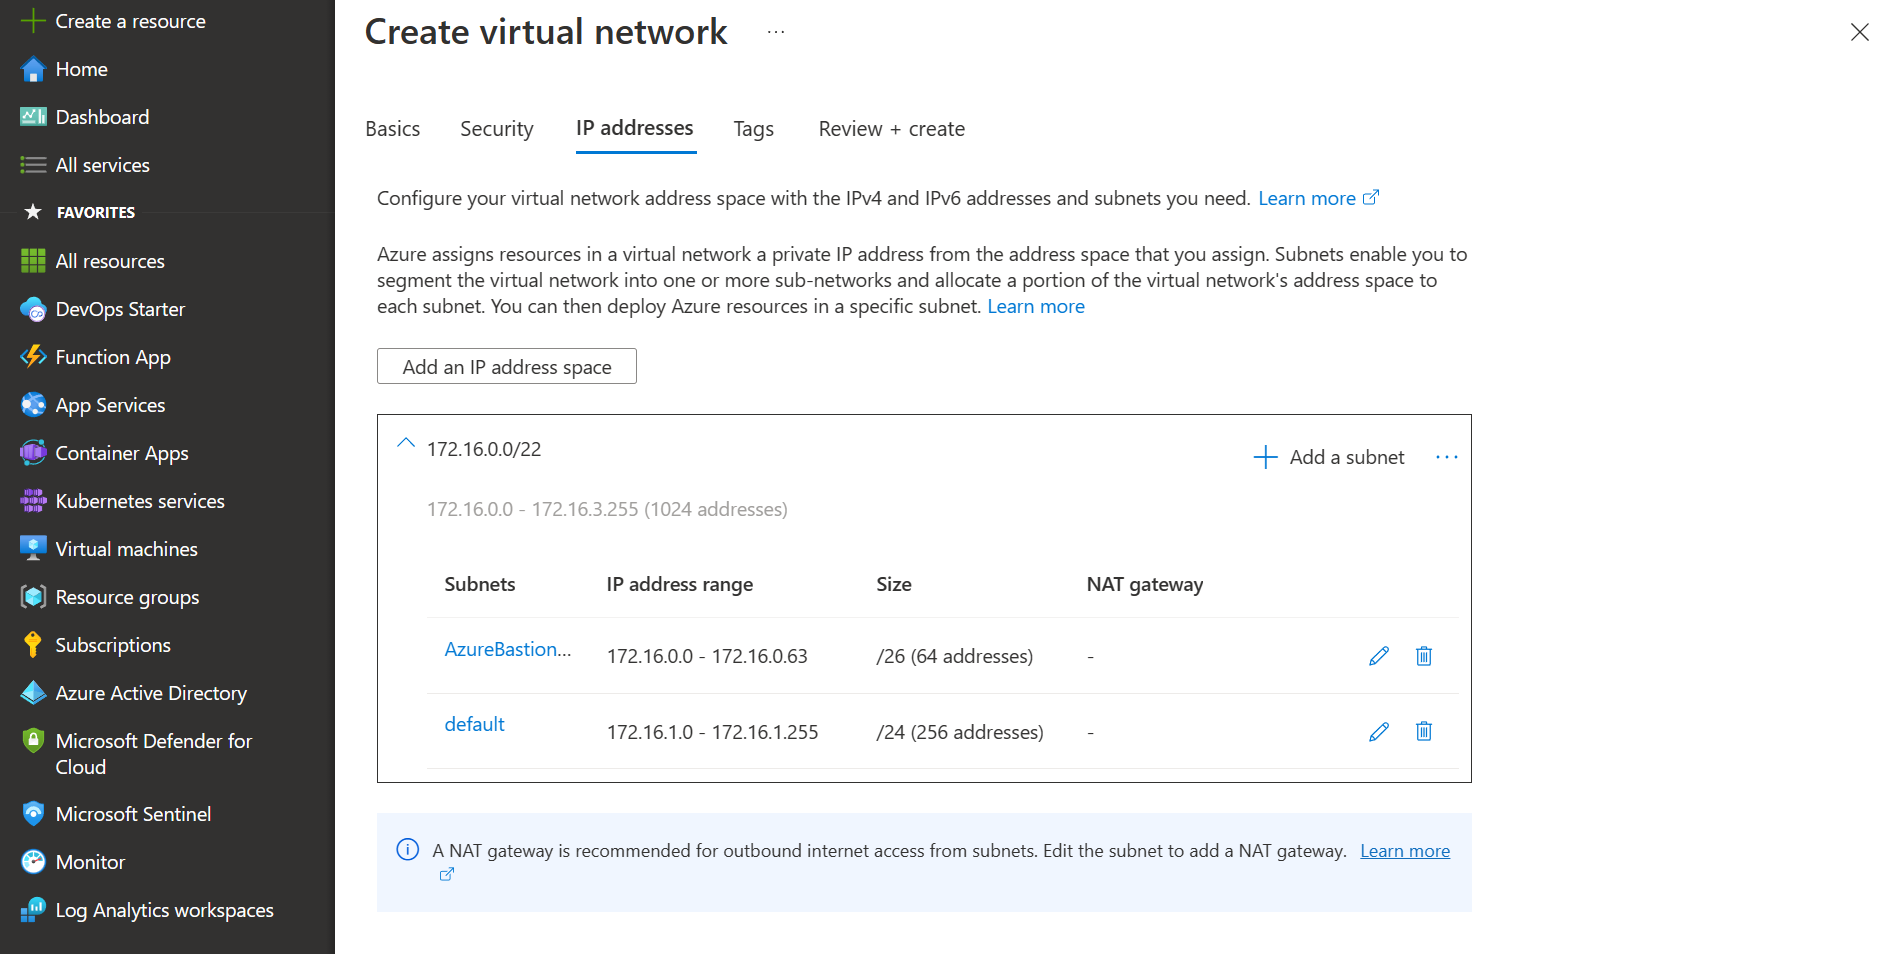 Create a resource
Home
Dashboard
All services
FAVORITES
All resources
DevOps Starter
Function App
App Services
Container Apps
Kubernetes services
Virtual machines
Resource groups
Subscriptions
Azure Active Directory
Microsoft Defender for
Cloud
Microsoft Sentinel
Monitor
Log Analytics workspaces
Create virtual network ...
Basics Security IP addresses Tags Review + create
Configure your virtual network address space with the IPv4 and IPv6 addresses and subnets you need. Learn more
Azure assigns resources in a virtual network a private IP address from the address space that you assign. Subnets enable you to
segment the virtual network into one or more sub-networks and allocate a portion of the virtual network's address space to
each subnet. You can then deploy Azure resources in a specific subnet. Learn more
Add an IP address space
172.16.0.0/22
Add a subnet ...
172.16.0.0 - 172.16.3.255 (1024 addresses)
Subnets IP address range Size NAT gateway
AzureBastion... 172.16.0.0 - 172.16.0.63 /26 (64 addresses) -
default 172.16.1.0 - 172.16.1.255 /24 (256 addresses) -
A NAT gateway is recommended for outbound internet access from subnets. Edit the subnet to add a NAT gateway. Learn more